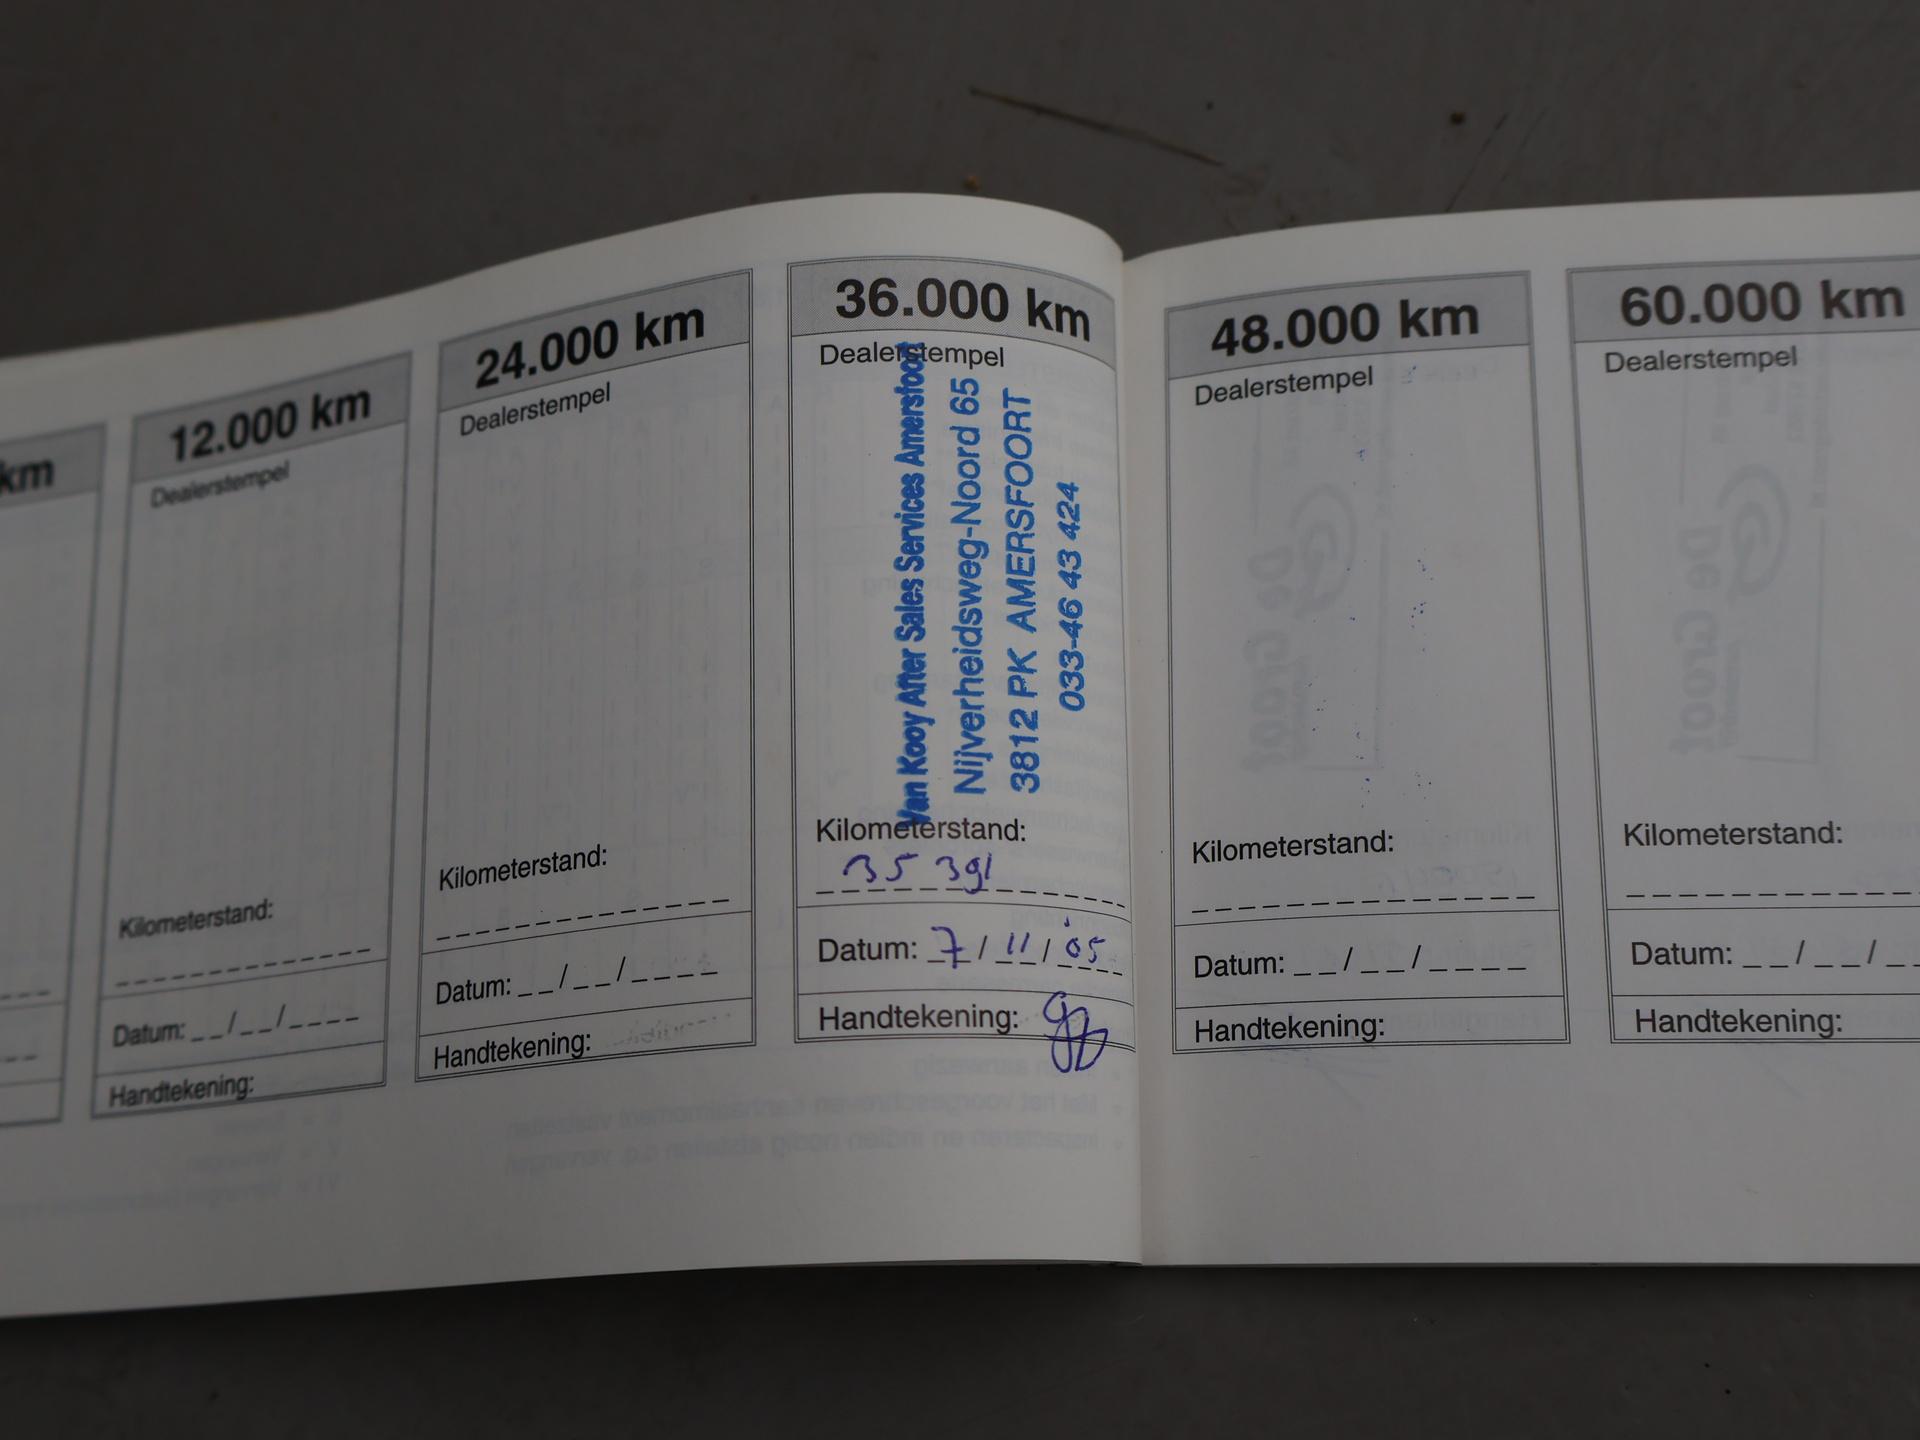 km
12.000 km
Dealerstempel
Kilometerstand:
Datum: __/__/____
Handtekening:
24.000 km
Dealerstempel
Kilometerstand:
Datum: __/__/____
Handtekening:
36.000 km
Dealerstempel
Van Kooy After Sales Services Amersfoort
Nijverheidsweg-Noord 65
3812 PK AMERSFOORT
033-46 43 424
Kilometerstand:
35 391
Datum: 7/11/05
Handtekening:
48.000 km
Dealerstempel
Kilometerstand:
Datum: __/__/____
Handtekening:
60.000 km
Dealerstempel
Kilometerstand:
Datum: __/__/__
Handtekening: